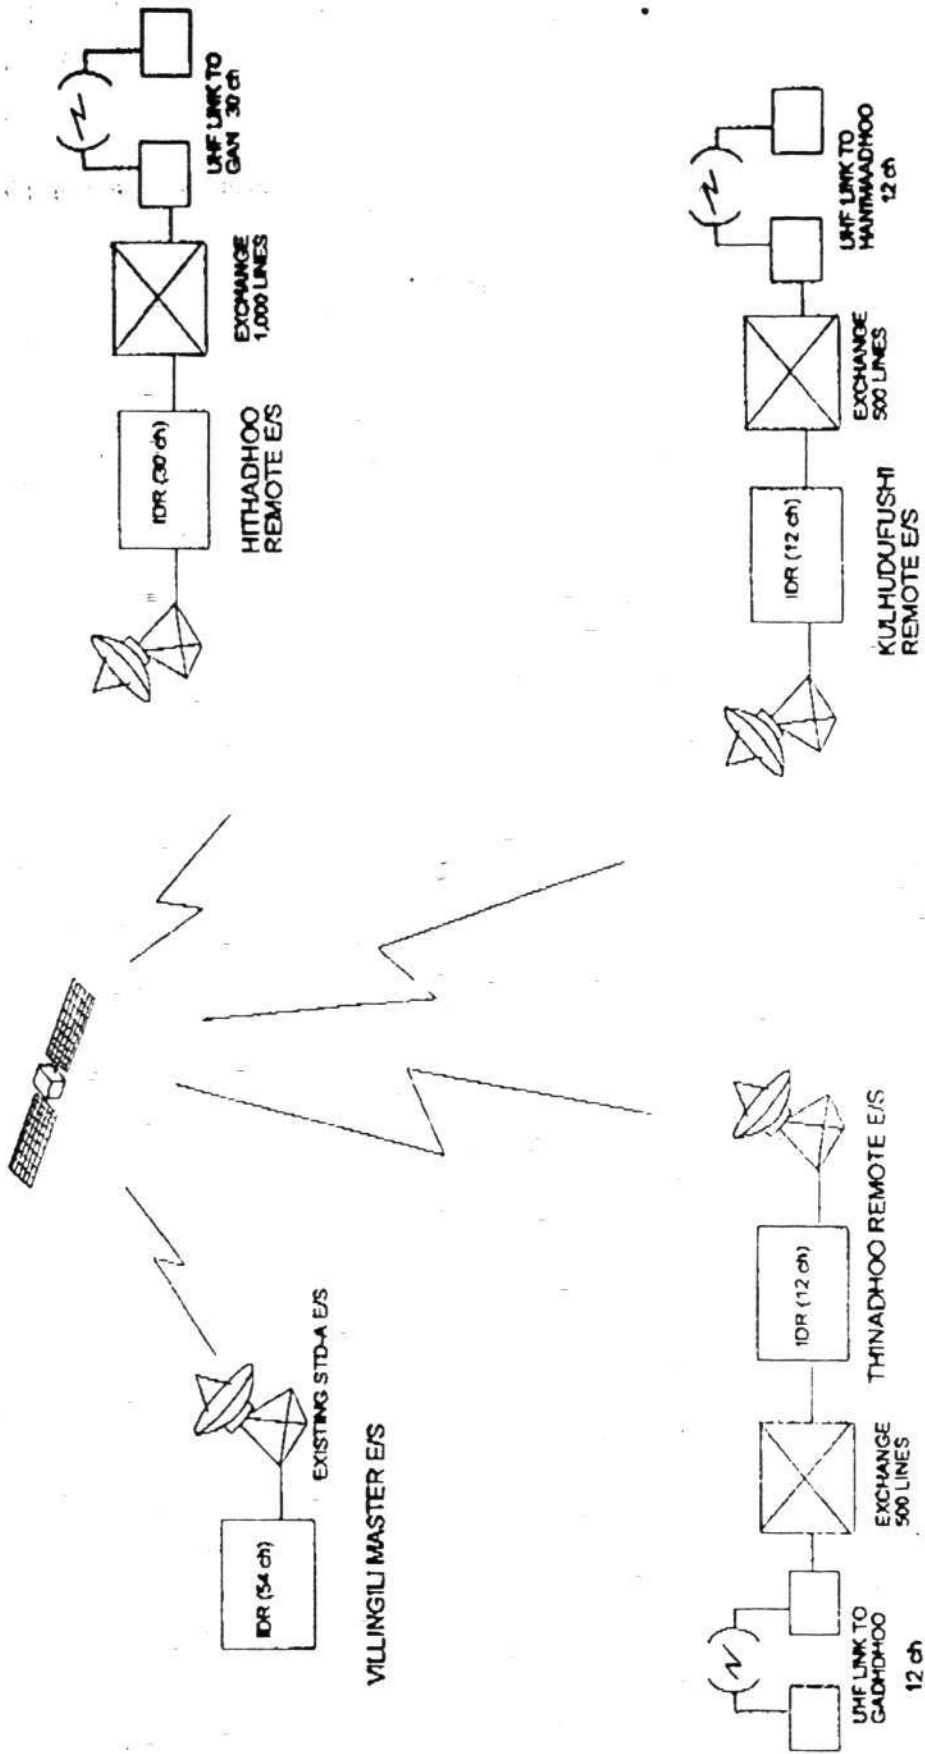 IDR (54 ch)
EXISTING STD-A E/S
VILLINGILI MASTER E/S
IDR (30 ch)
HITHADHOO
REMOTE E/S
EXCHANGE
1,000 LINES
UHF LINK TO
GAN 30 ch
UHF LINK TO
GADHDHOO
12 ch
EXCHANGE
500 LINES
IDR (12 ch)
THINADHOO REMOTE E/S
IDR (12 ch)
KULHUDUFUSHI
REMOTE E/S
EXCHANGE
500 LINES
UHF LINK TO
HANIMAADHOO
12 ch